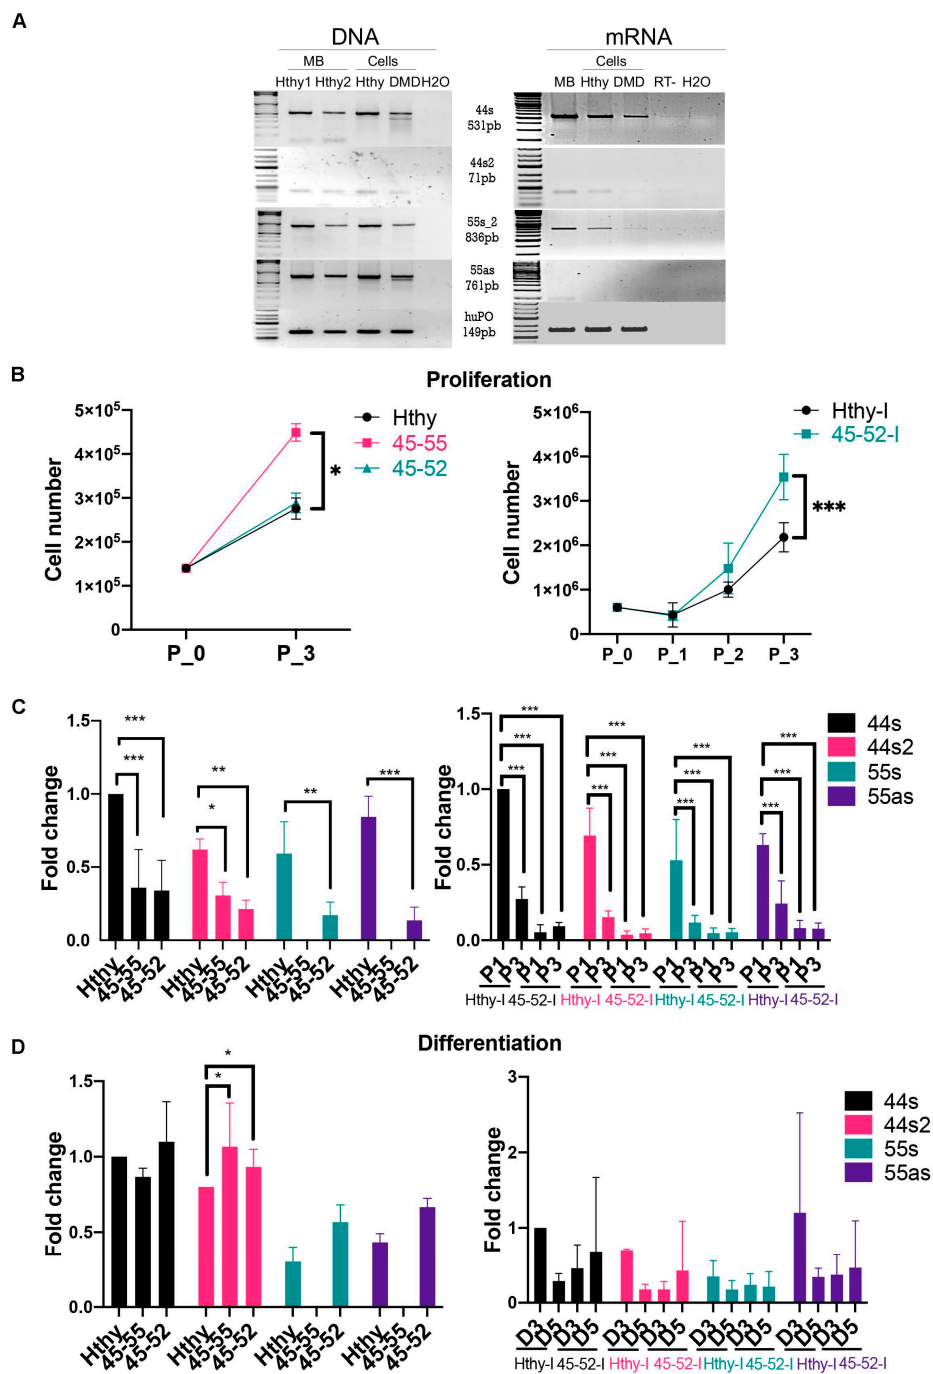 A
DNA
mRNA
MB Cells
Cells
Hthy1 Hthy2 Hthy DMD H2O
MB Hthy DMD RT- H2O
44s
531pb
44s2
71pb
55s_2
836pb
55as
761pb
huPO
149pb
B
Proliferation
5×10⁵
4×10⁵
3×10⁵
2×10⁵
1×10⁵
0
Cell number
P_0 P_3
Hthy
45-55
45-52
*
5×10⁶
4×10⁶
3×10⁶
2×10⁶
1×10⁶
0
Cell number
P_0 P_1 P_2 P_3
Hthy-I
45-52-I
***
C
1.5
1.0
0.5
0.0
Fold change
*** *** ** * ** ***
Hthy 45-55 45-52 Hthy 45-55 45-52 Hthy 45-55 45-52 Hthy 45-55 45-52
1.5
1.0
0.5
0.0
Fold change
*** *** *** *** *** *** *** *** *** *** *** ***
P1 P3 P1 P3 P1 P3 P1 P3 P1 P3 P1 P3 P1 P3 P1 P3
Hthy-I 45-52-I Hthy-I 45-52-I Hthy-I 45-52-I Hthy-I 45-52-I
44s
44s2
55s
55as
D
Differentiation
1.5
1.0
0.5
0.0
Fold change
* *
Hthy 45-55 45-52 Hthy 45-55 45-52 Hthy 45-55 45-52 Hthy 45-55 45-52
3
2
1
0
Fold change
D3 D5 D3 D5 D3 D5 D3 D5 D3 D5 D3 D5 D3 D5 D3 D5
Hthy-I 45-52-I Hthy-I 45-52-I Hthy-I 45-52-I Hthy-I 45-52-I
44s
44s2
55s
55as